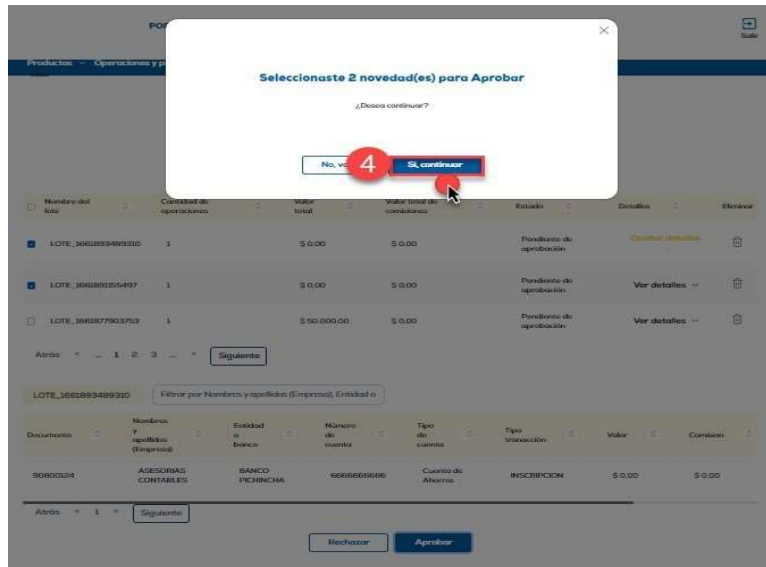 POR
Salir
Productos Operaciones y p
Seleccionaste 2 novedad(es) para Aprobar
¿Desea continuar?
No, vo
4
Sí, continuar
Nombre del lote
Cantidad de operaciones
Valor total
Valor total de comisiones
Estado
Detalles
Eliminar
LOTE_1661893489310 1 $ 0,00 $ 0,00 Pendiente de aprobación Ocultar detalles
LOTE_1661891255497 1 $ 0,00 $ 0,00 Pendiente de aprobación Ver detalles
LOTE_1661877903753 1 $ 50.000,00 $ 0,00 Pendiente de aprobación Ver detalles
Atrás « ... 1 2 3 ... » Siguiente
LOTE_1661893489310 Filtrar por Nombres y apellidos (Empresa), Entidad o
Documento
Nombres y apellidos (Empresa)
Entidad o banco
Número de cuenta
Tipo de cuenta
Tipo transacción
Valor
Comision
ASESORIAS CONTABLES BANCO PICHINCHA 6666666666 Cuenta de Ahorros INSCRIPCION $ 0,00 $ 0,00
Atrás « 1 » Siguiente
Rechazar Aprobar